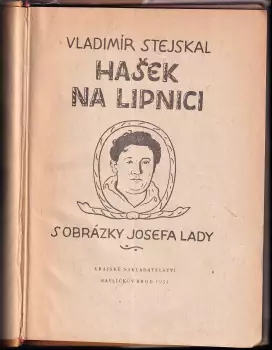 VLADIMÍR STEJSKAL
HAŠEK
NA LIPNICI
S OBRÁZKY JOSEFA LADY
KRAJSKÉ NAKLADATELSTVÍ
HAVLÍČKŮV BROD